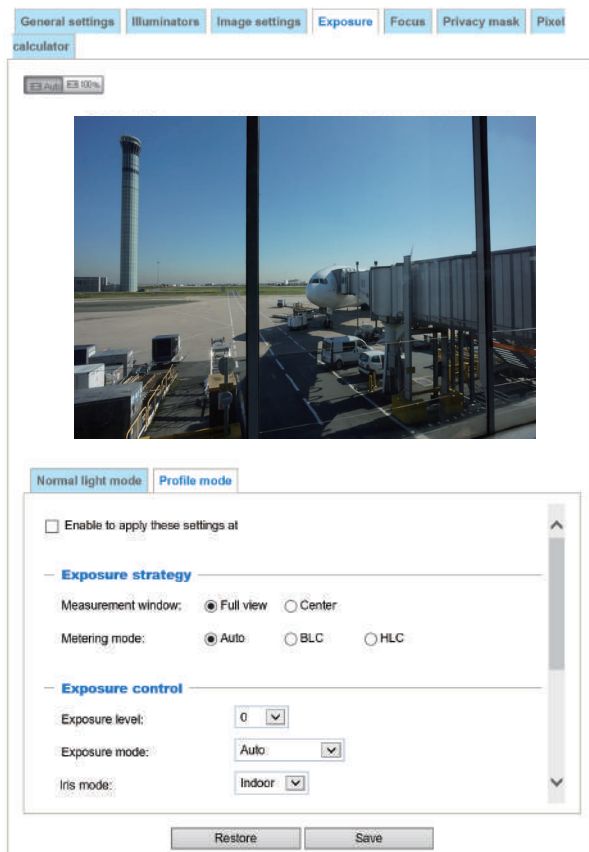 General settings Illuminators Image settings Exposure Focus Privacy mask Pixel
calculator
Auto 100%
Normal light mode Profile mode
Enable to apply these settings at
Exposure strategy
Measurement window: Full view Center
Metering mode: Auto BLC HLC
Exposure control
Exposure level: 0
Exposure mode: Auto
Iris mode: Indoor
Restore Save